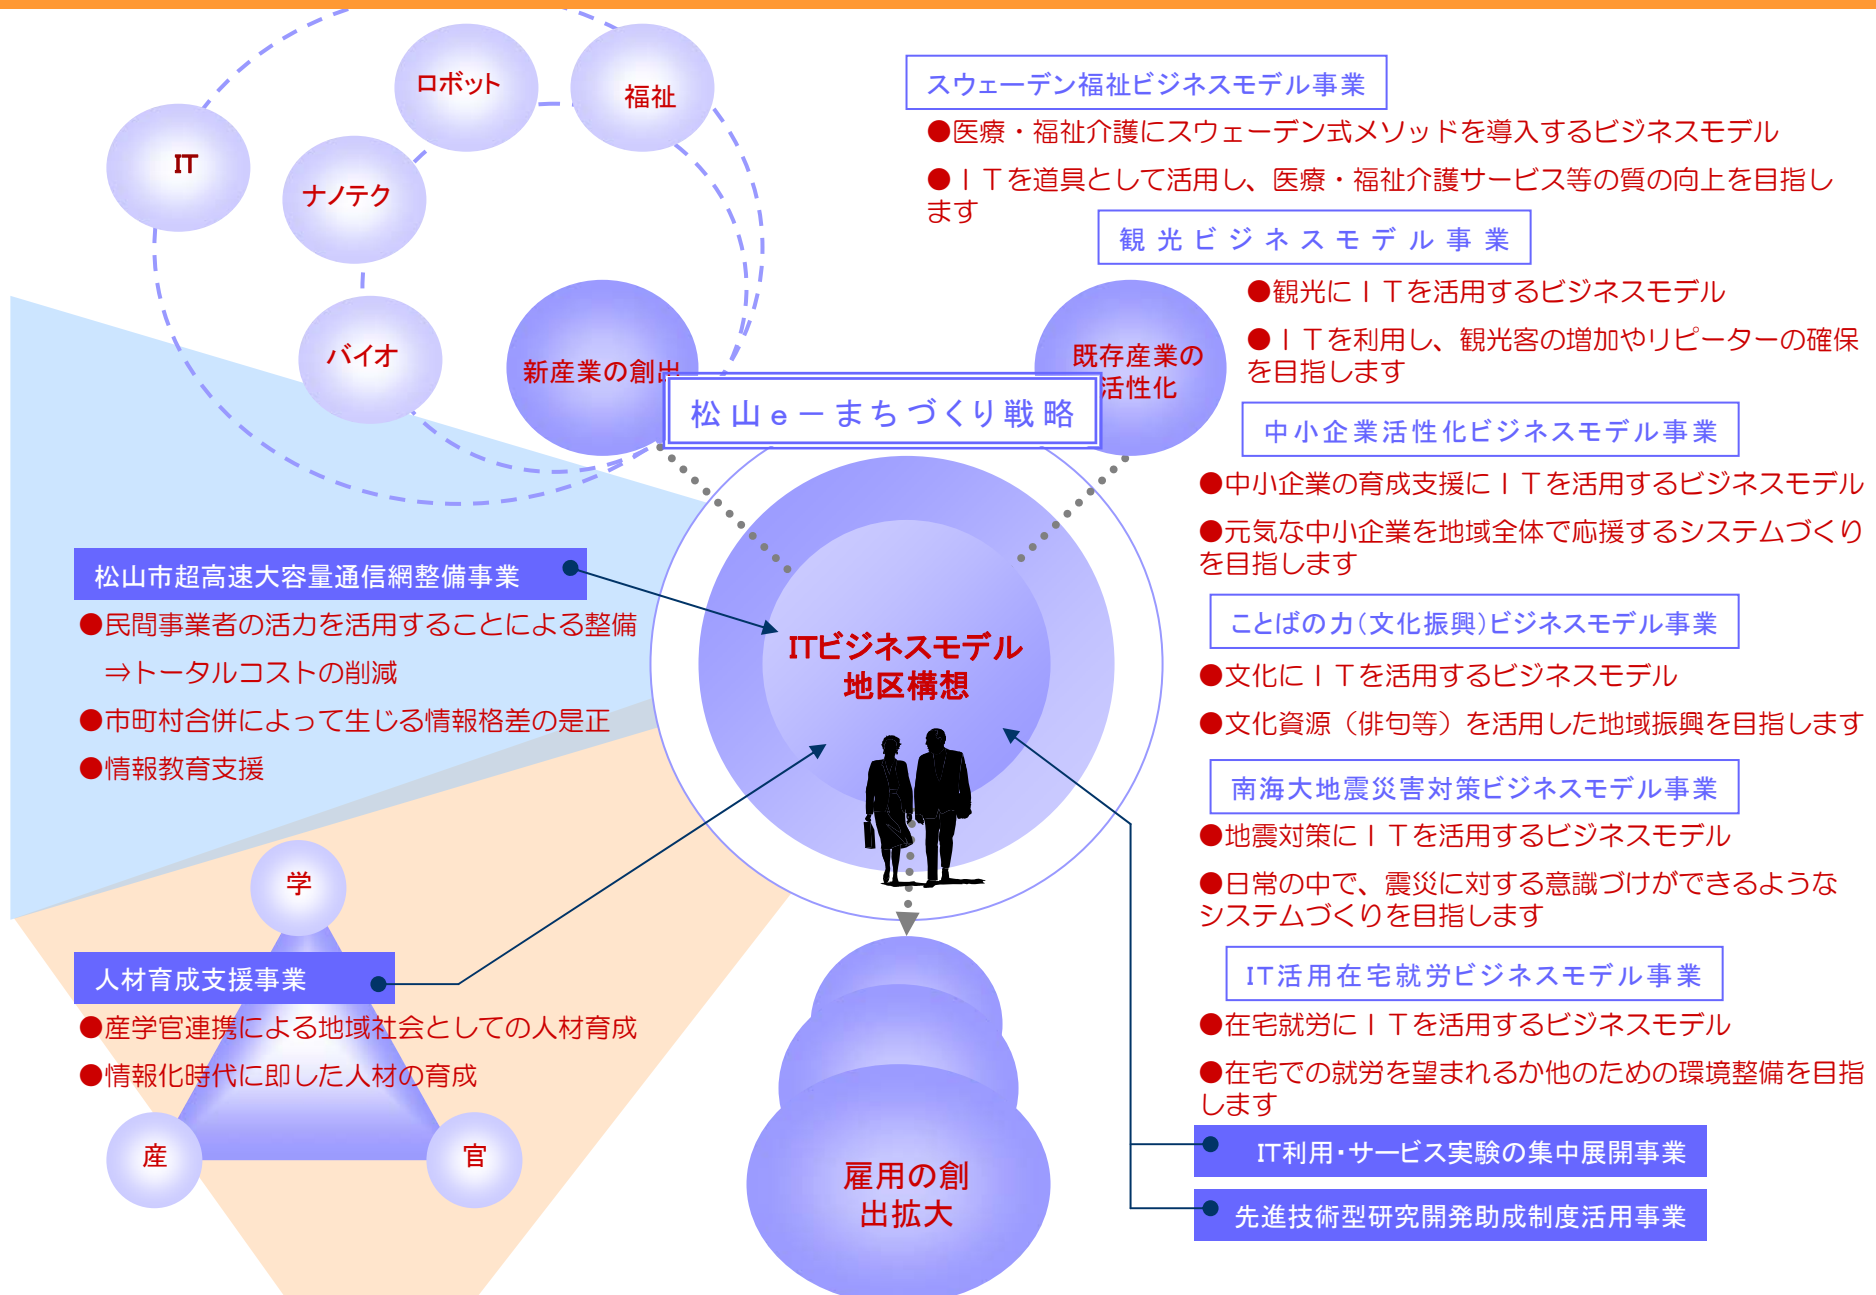 ロボット
福祉
IT
ナノテク
バイオ
新産業の創出
既存産業の
活性化
松山e－まちづくり戦略
スウェーデン福祉ビジネスモデル事業
●医療・福祉介護にスウェーデン式メソッドを導入するビジネスモデル
●ＩＴを道具として活用し、医療・福祉介護サービス等の質の向上を目指し
ます
観光ビジネスモデル事業
●観光にＩＴを活用するビジネスモデル
●ＩＴを利用し、観光客の増加やリピーターの確保
を目指します
中小企業活性化ビジネスモデル事業
●中小企業の育成支援にＩＴを活用するビジネスモデル
●元気な中小企業を地域全体で応援するシステムづくり
を目指します
ことばの力(文化振興)ビジネスモデル事業
●文化にＩＴを活用するビジネスモデル
●文化資源（俳句等）を活用した地域振興を目指します
南海大地震災害対策ビジネスモデル事業
●地震対策にＩＴを活用するビジネスモデル
●日常の中で、震災に対する意識づけができるような
システムづくりを目指します
IT活用在宅就労ビジネスモデル事業
●在宅就労にＩＴを活用するビジネスモデル
●在宅での就労を望まれるか他のための環境整備を目指
します
IT利用・サービス実験の集中展開事業
先進技術型研究開発助成制度活用事業
松山市超高速大容量通信網整備事業
●民間事業者の活力を活用することによる整備
⇒トータルコストの削減
●市町村合併によって生じる情報格差の是正
●情報教育支援
ITビジネスモデル
地区構想
学
人材育成支援事業
●産学官連携による地域社会としての人材育成
●情報化時代に即した人材の育成
産
官
雇用の創
出拡大